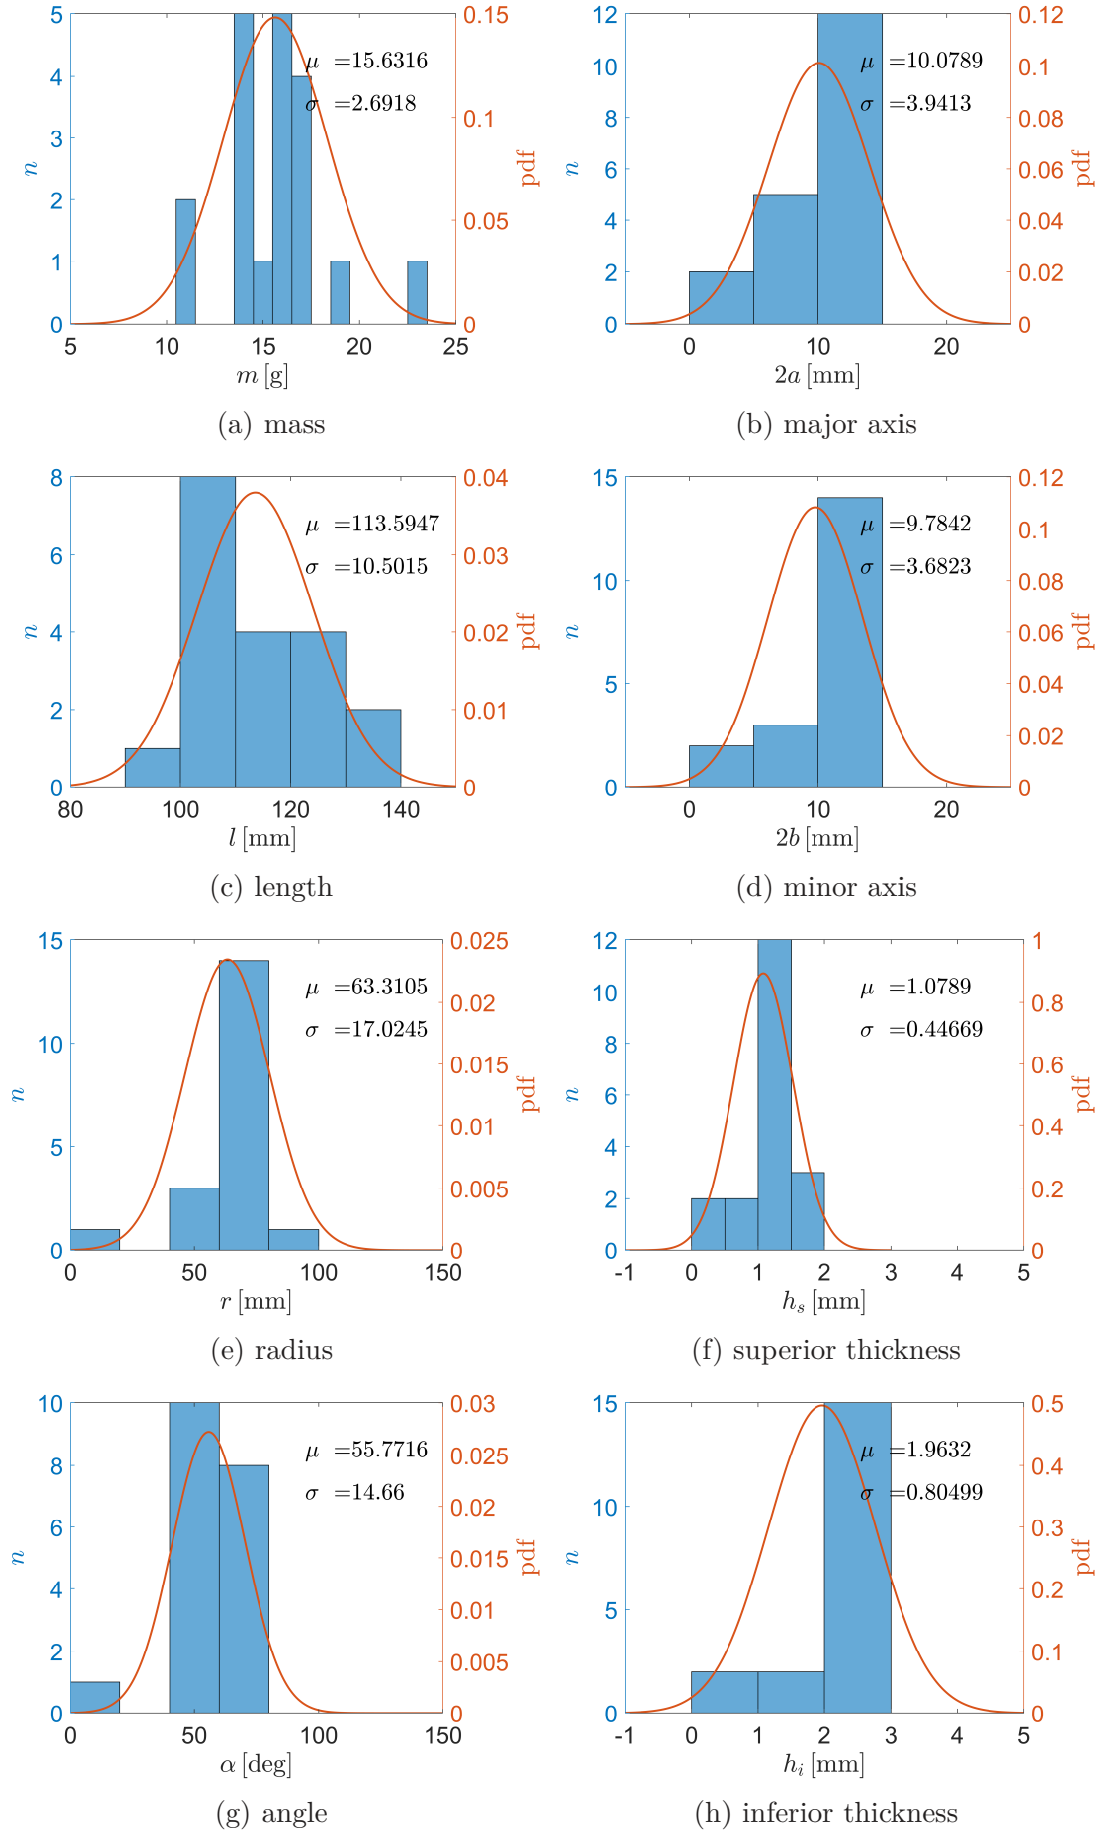 5
4
3
2
1
0
n
0.15
0.1
0.05
0
pdf
μ =15.6316
σ =2.6918
5 10 15 20 25
m [g]
(a) mass
12
10
8
6
4
2
0
n
0.12
0.1
0.08
0.06
0.04
0.02
0
pdf
μ =10.0789
σ =3.9413
0 10 20
2a [mm]
(b) major axis
8
6
4
2
0
n
0.04
0.03
0.02
0.01
0
pdf
μ =113.5947
σ =10.5015
80 100 120 140
l [mm]
(c) length
15
10
5
0
n
0.12
0.1
0.08
0.06
0.04
0.02
0
pdf
μ =9.7842
σ =3.6823
0 10 20
2b [mm]
(d) minor axis
15
10
5
0
n
0.025
0.02
0.015
0.01
0.005
0
pdf
μ =63.3105
σ =17.0245
0 50 100 150
r [mm]
(e) radius
12
10
8
6
4
2
0
n
1
0.8
0.6
0.4
0.2
0
pdf
μ =1.0789
σ =0.44669
-1 0 1 2 3 4 5
h_s [mm]
(f) superior thickness
10
8
6
4
2
0
n
0.03
0.025
0.02
0.015
0.01
0.005
0
pdf
μ =55.7716
σ =14.66
0 50 100 150
α [deg]
(g) angle
15
10
5
0
n
0.5
0.4
0.3
0.2
0.1
0
pdf
μ =1.9632
σ =0.80499
-1 0 1 2 3 4 5
h_i [mm]
(h) inferior thickness